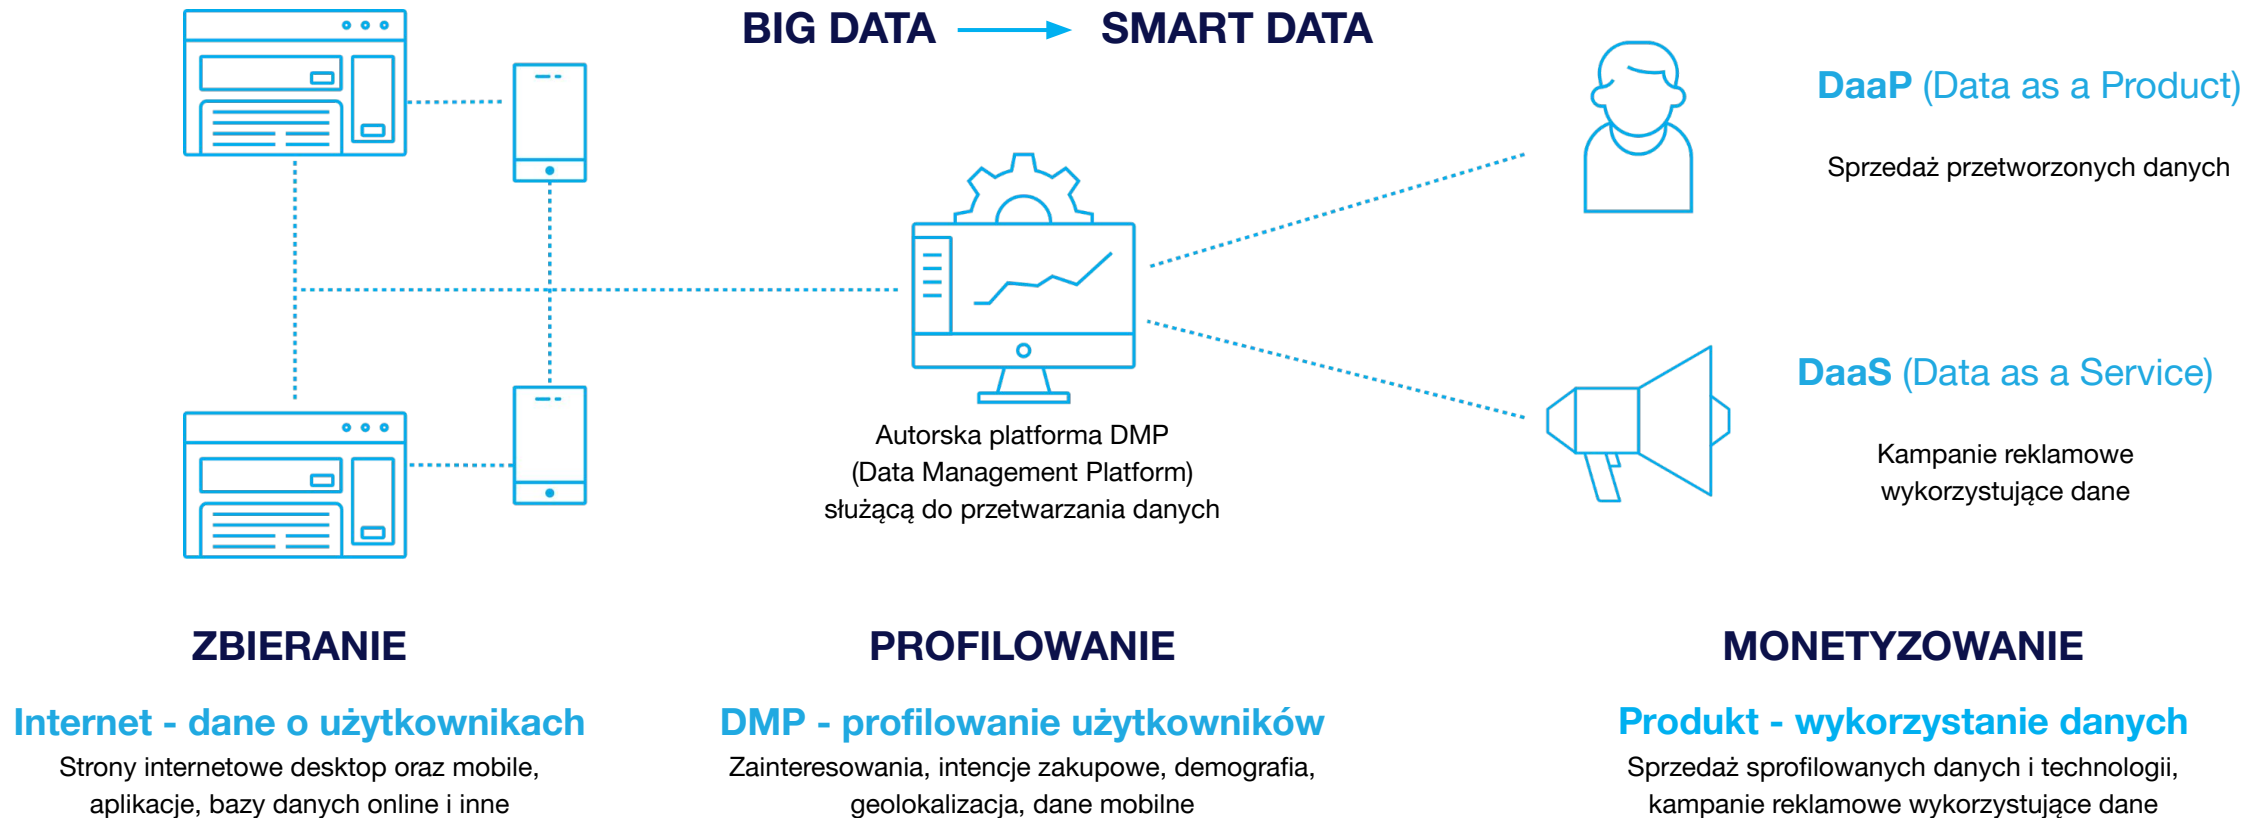 BIG DATA SMART DATA
DaaP (Data as a Product)
Sprzedaż przetworzonych danych
DaaS (Data as a Service)
Kampanie reklamowe
wykorzystujące dane
Autorska platforma DMP
(Data Management Platform)
służącą do przetwarzania danych
ZBIERANIE
Internet - dane o użytkownikach
Strony internetowe desktop oraz mobile,
aplikacje, bazy danych online i inne
PROFILOWANIE
DMP - profilowanie użytkowników
Zainteresowania, intencje zakupowe, demografia,
geolokalizacja, dane mobilne
MONETYZOWANIE
Produkt - wykorzystanie danych
Sprzedaż sprofilowanych danych i technologii,
kampanie reklamowe wykorzystujące dane